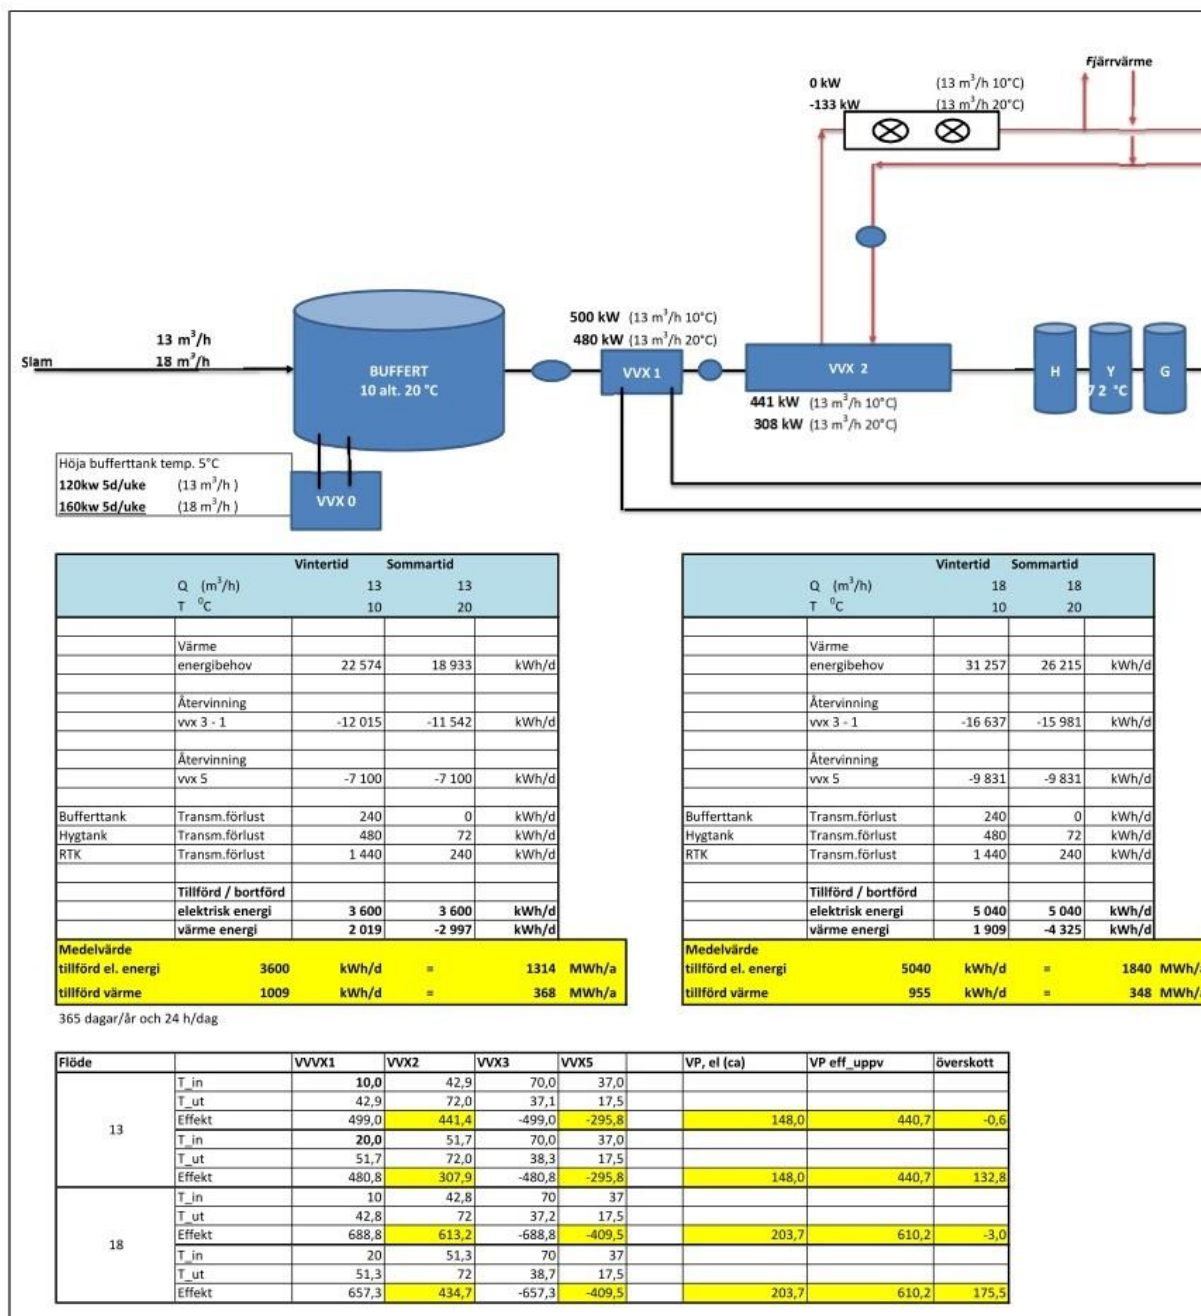 Fjärrvärme
0 kW (13 m³/h 10°C)
-133 kW (13 m³/h 20°C)
500 kW (13 m³/h 10°C)
480 kW (13 m³/h 20°C)
13 m³/h
18 m³/h
Slam
BUFFERT
10 alt. 20 °C
VVX 1
VVX 2
H Y G
72 °C
441 kW (13 m³/h 10°C)
308 kW (13 m³/h 20°C)
Höja bufferttank temp. 5°C
120kw 5d/uke (13 m³/h )
160kw 5d/uke (18 m³/h )
VVX 0
Vintertid Sommartid
Q (m³/h) 13 13
T ⁰C 10 20
Värme
energibehov 22 574 18 933 kWh/d
Återvinning
vvx 3 - 1 -12 015 -11 542 kWh/d
Återvinning
vvx 5 -7 100 -7 100 kWh/d
Bufferttank Transm.förlust 240 0 kWh/d
Hygtank Transm.förlust 480 72 kWh/d
RTK Transm.förlust 1 440 240 kWh/d
Tillförd / bortförd
elektrisk energi 3 600 3 600 kWh/d
värme energi 2 019 -2 997 kWh/d
Medelvärde
tillförd el. energi 3600 kWh/d = 1314 MWh/a
tillförd värme 1009 kWh/d = 368 MWh/a
365 dagar/år och 24 h/dag
Vintertid Sommartid
Q (m³/h) 18 18
T ⁰C 10 20
Värme
energibehov 31 257 26 215 kWh/d
Återvinning
vvx 3 - 1 -16 637 -15 981 kWh/d
Återvinning
vvx 5 -9 831 -9 831 kWh/d
Bufferttank Transm.förlust 240 0 kWh/d
Hygtank Transm.förlust 480 72 kWh/d
RTK Transm.förlust 1 440 240 kWh/d
Tillförd / bortförd
elektrisk energi 5 040 5 040 kWh/d
värme energi 1 909 -4 325 kWh/d
Medelvärde
tillförd el. energi 5040 kWh/d = 1840 MWh/a
tillförd värme 955 kWh/d = 348 MWh/a
Flöde VVVX1 VVX2 VVX3 VVX5 VP, el (ca) VP eff_uppv överskott
T_in 10,0 42,9 70,0 37,0
T_ut 42,9 72,0 37,1 17,5
13
Effekt 499,0 441,4 -499,0 -295,8 148,0 440,7 -0,6
T_in 20,0 51,7 70,0 37,0
T_ut 51,7 72,0 38,3 17,5
Effekt 480,8 307,9 -480,8 -295,8 148,0 440,7 132,8
T_in 10 42,8 70 37
T_ut 42,8 72 37,2 17,5
18
Effekt 688,8 613,2 -688,8 -409,5 203,7 610,2 -3,0
T_in 20 51,3 70 37
T_ut 51,3 72 38,7 17,5
Effekt 657,3 434,7 -657,3 -409,5 203,7 610,2 175,5